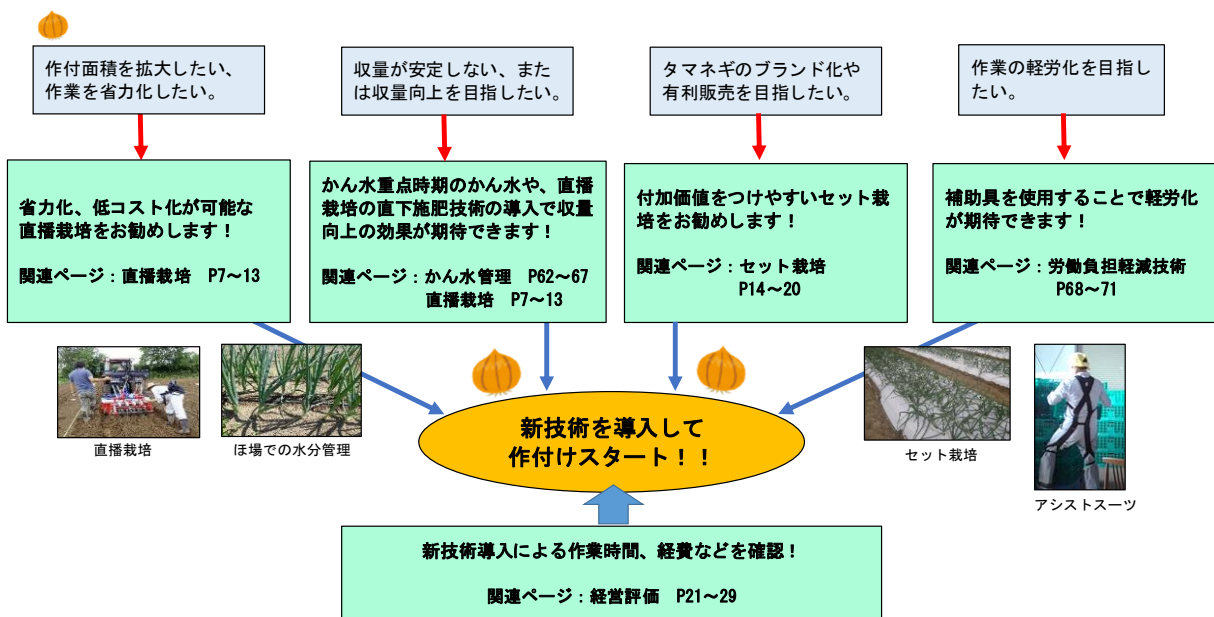 作付面積を拡大したい、
作業を省力化したい。
収量が安定しない、また
は収量向上を目指したい。
タマネギのブランド化や
有利販売を目指したい。
作業の軽労化を目指し
たい。
省力化、低コスト化が可能な
直播栽培をお勧めします！
関連ページ：直播栽培 P7～13
かん水重点時期のかん水や、直播
栽培の直下施肥技術の導入で収量
向上の効果が期待できます！
関連ページ：かん水管理 P62～67
直播栽培 P7～13
付加価値をつけやすいセット栽
培をお勧めします！
関連ページ：セット栽培
P14～20
補助具を使用することで軽労化
が期待できます！
関連ページ：労働負担軽減技術
P68～71
直播栽培
ほ場での水分管理
新技術を導入して
作付けスタート！！
セット栽培
アシストスーツ
新技術導入による作業時間、経費などを確認！
関連ページ：経営評価 P21～29